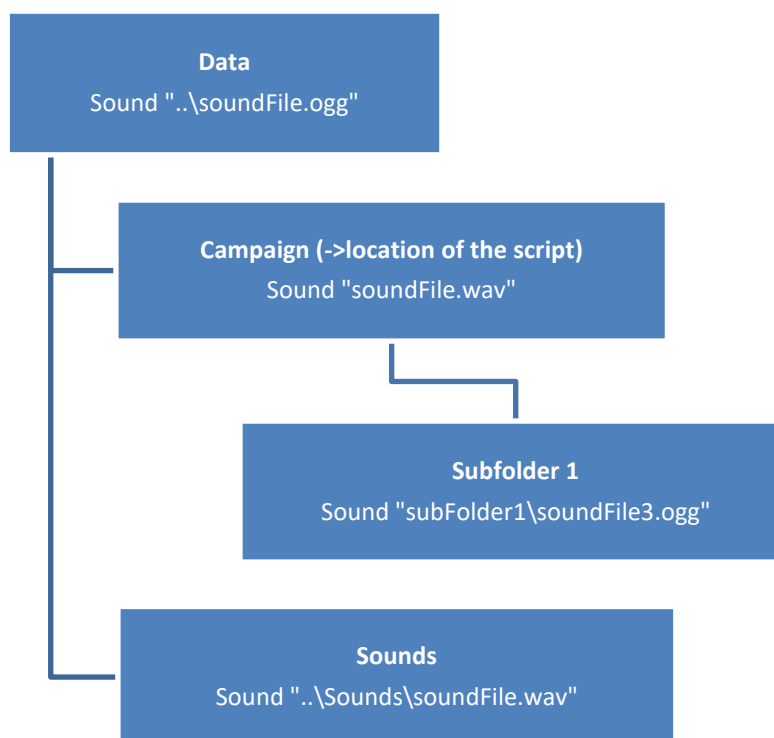 Data
Sound "..\soundFile.ogg"
Campaign (->location of the script)
Sound "soundFile.wav"
Subfolder 1
Sound "subFolder1\soundFile3.ogg"
Sounds
Sound "..\Sounds\soundFile.wav"